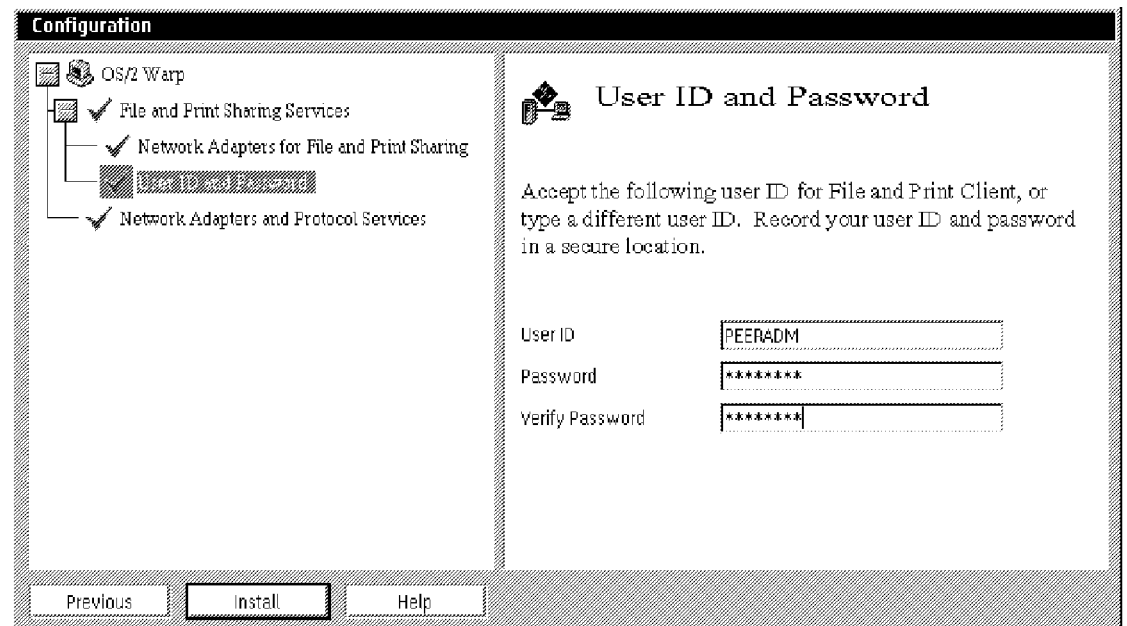 Configuration
OS/2 Warp
File and Print Sharing Services
Network Adapters for File and Print Sharing
User ID and Password
Network Adapters and Protocol Services
User ID and Password
Accept the following user ID for File and Print Client, or
type a different user ID. Record your user ID and password
in a secure location.
User ID PEERADM
Password ********
Verify Password ********
Previous Install Help